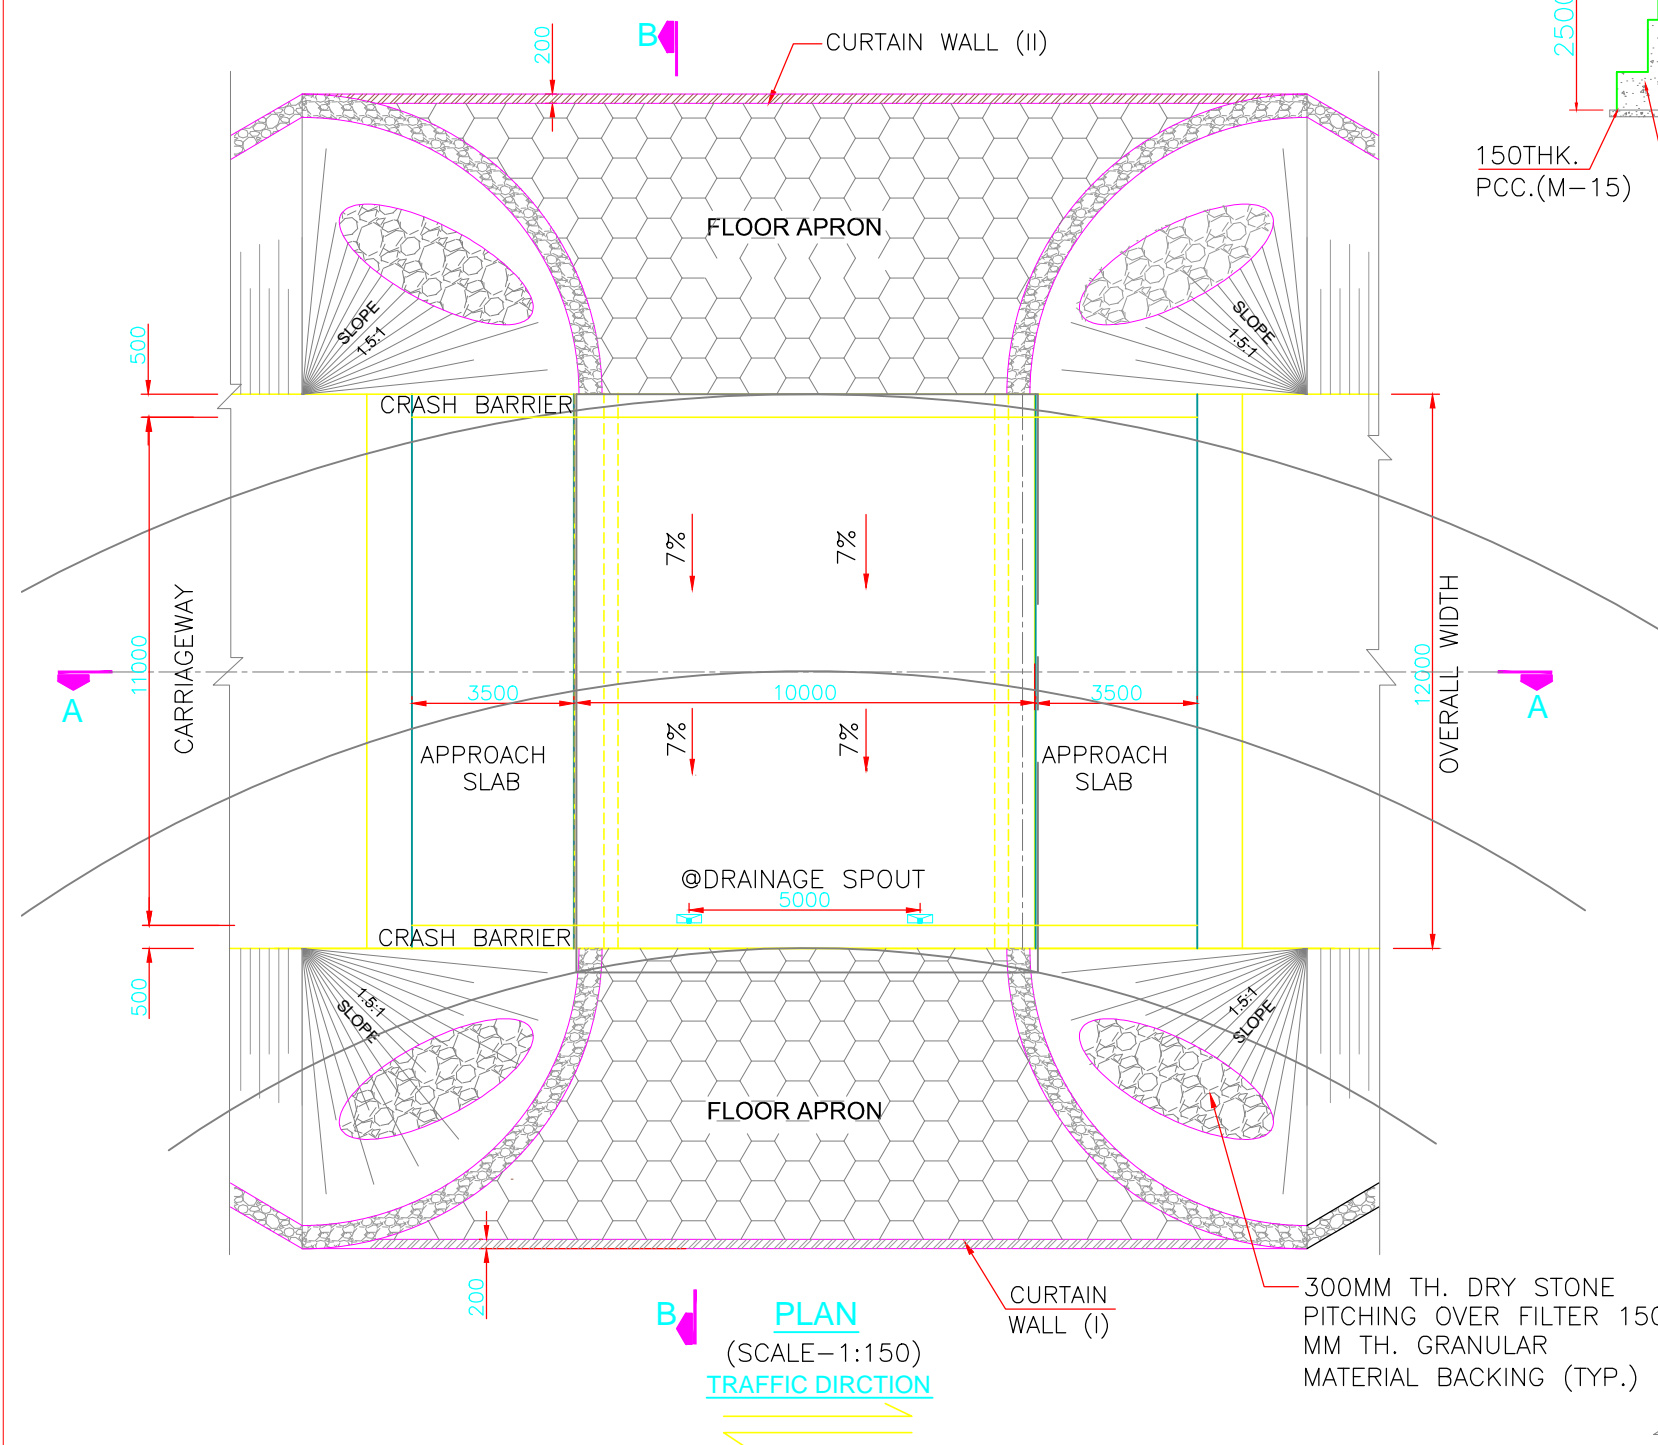 B
200
CURTAIN WALL (II)
2500
150THK.
PCC.(M-15)
FLOOR APRON
SLOPE
1.5:1
SLOPE
1.5:1
500
CRASH BARRIER
7%
7%
CARRIAGEWAY
11000
OVERALL WIDTH
12000
A
A
3500
10000
3500
7%
7%
APPROACH
SLAB
APPROACH
SLAB
@DRAINAGE SPOUT
5000
CRASH BARRIER
500
1.5:1
SLOPE
1.5:1
SLOPE
FLOOR APRON
200
CURTAIN
WALL (I)
300MM TH. DRY STONE
PITCHING OVER FILTER 150
MM TH. GRANULAR
MATERIAL BACKING (TYP.)
B
PLAN
(SCALE-1:150)
TRAFFIC DIRCTION